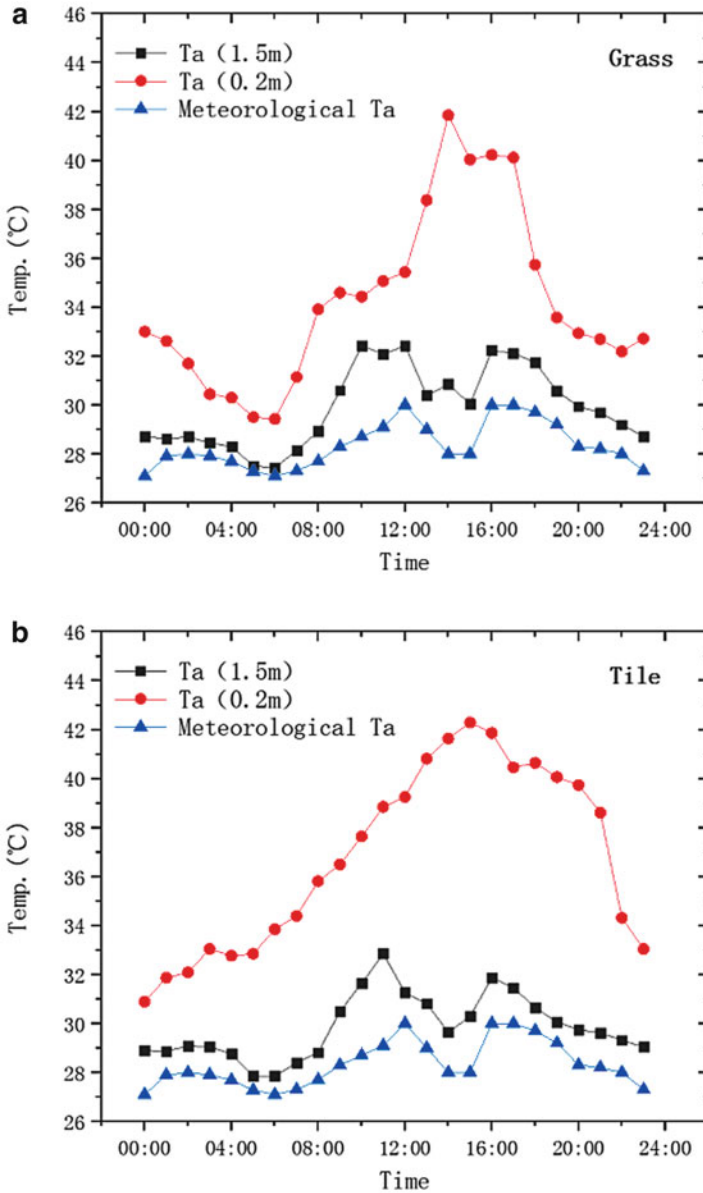 a
Grass
Ta (1.5m)
Ta (0.2m)
Meteorological Ta
Temp. (℃)
46
44
42
40
38
36
34
32
30
28
26
00:00 04:00 08:00 12:00 16:00 20:00 24:00
Time
b
Tile
Ta (1.5m)
Ta (0.2m)
Meteorological Ta
Temp. (℃)
46
44
42
40
38
36
34
32
30
28
26
00:00 04:00 08:00 12:00 16:00 20:00 24:00
Time